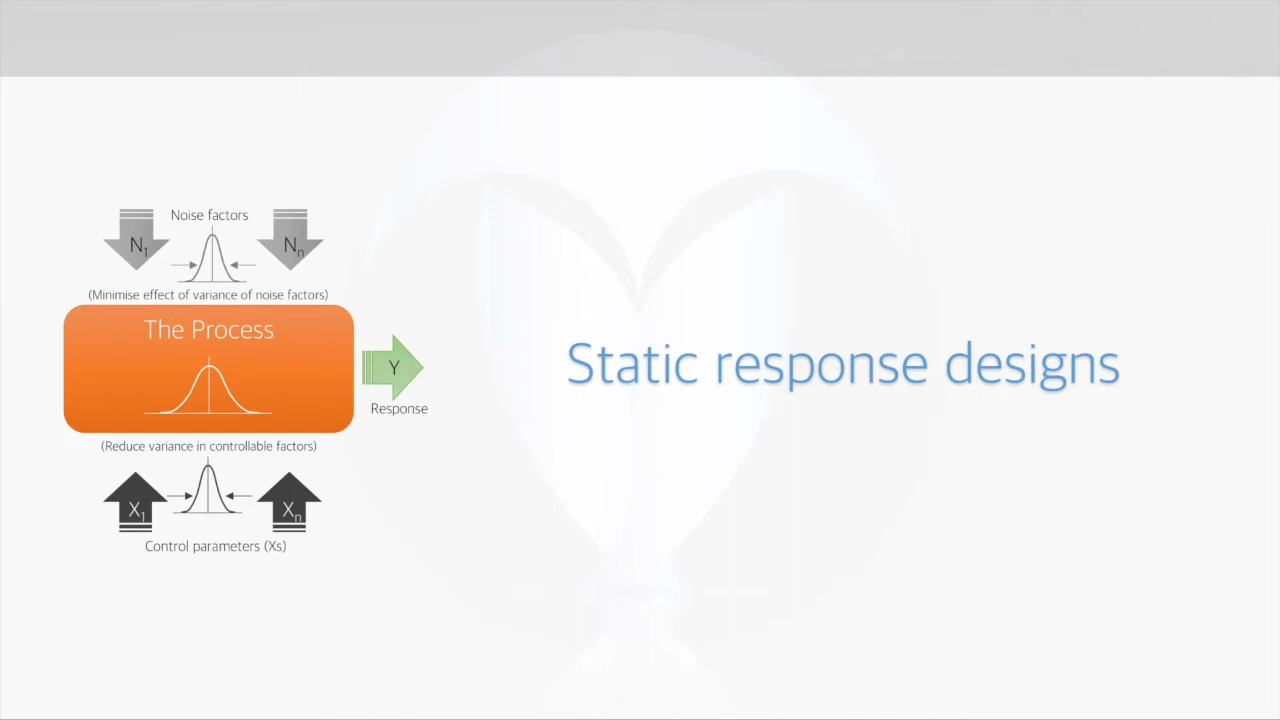 Noise factors
N1 Nn
(Minimise effect of variance of noise factors)
The Process
Y
Response
(Reduce variance in controllable factors)
X1 Xn
Control parameters (Xs)
Static response designs